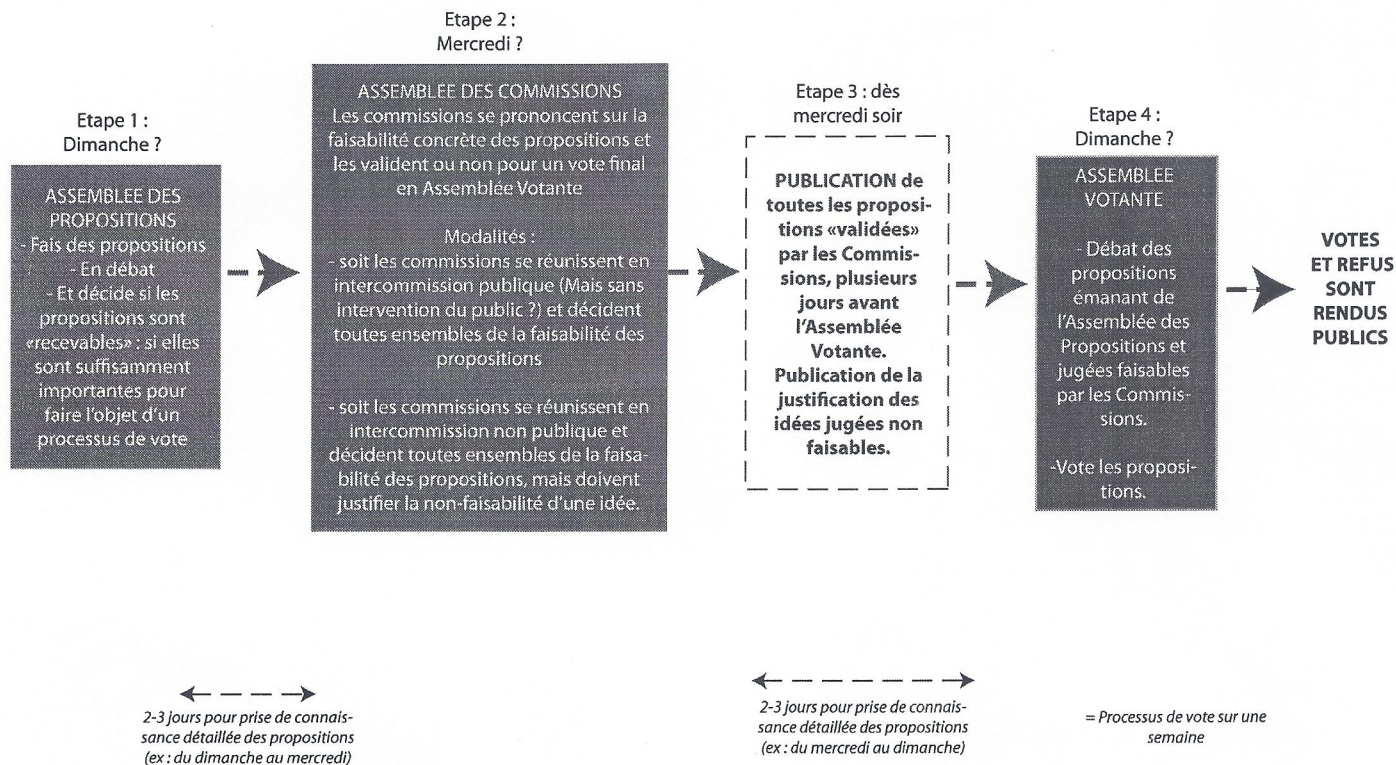 Etape 1 :
Dimanche ?
ASSEMBLEE DES
PROPOSITIONS
- Fais des propositions
- En débat
- Et décide si les
propositions sont
«recevables» : si elles
sont suffisamment
importantes pour
faire l'objet d'un
processus de vote
Etape 2 :
Mercredi ?
ASSEMBLEE DES COMMISSIONS
Les commissions se prononcent sur la
faisabilité concrète des propositions et
les valident ou non pour un vote final
en Assemblée Votante
Modalités :
- soit les commissions se réunissent en
intercommission publique (Mais sans
intervention du public ?) et décident
toutes ensembles de la faisabilité des
propositions
- soit les commissions se réunissent en
intercommission non publique et
décident toutes ensembles de la faisa-
bilité des propositions, mais doivent
justifier la non-faisabilité d'une idée.
Etape 3 : dès
mercredi soir
PUBLICATION de
toutes les proposi-
tions «validées»
par les Commis-
sions, plusieurs
jours avant
l'Assemblée
Votante.
Publication de la
justification des
idées jugées non
faisables.
Etape 4 :
Dimanche ?
ASSEMBLEE
VOTANTE
- Débat des
propositions
émanant de
l'Assemblée des
Propositions et
jugées faisables
par les Commis-
sions.
-Vote les proposi-
tions.
VOTES
ET REFUS
SONT
RENDUS
PUBLICS
2-3 jours pour prise de connais-
sance détaillée des propositions
(ex : du dimanche au mercredi)
2-3 jours pour prise de connais-
sance détaillée des propositions
(ex : du mercredi au dimanche)
= Processus de vote sur une
semaine